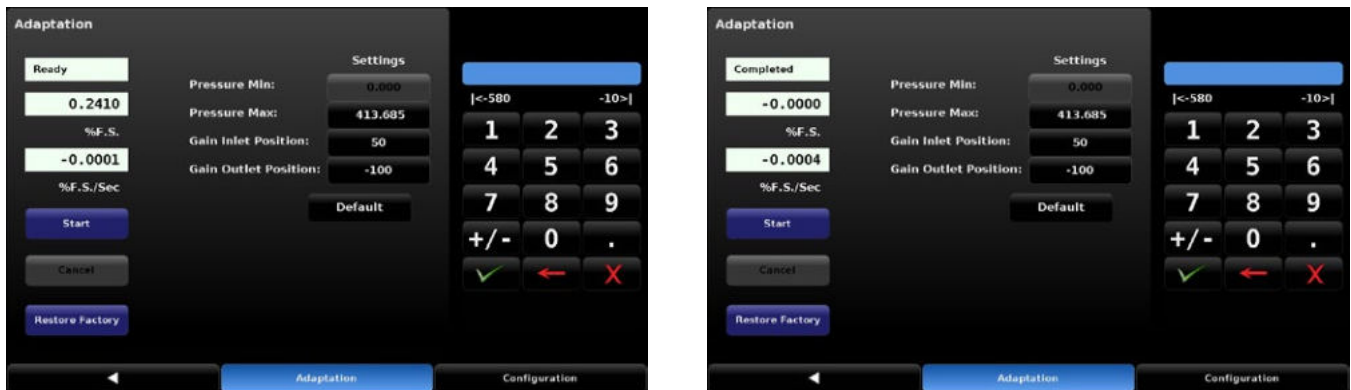 Adaptation
Settings
Ready
Pressure Min: 0.000
0.2410
Pressure Max: 413.685
%F.S.
Gain Inlet Position: 50
-0.0001
Gain Outlet Position: -100
%F.S./Sec
Default
Start
Cancel
Restore Factory
|<-580 -10>|
1 2 3
4 5 6
7 8 9
+/- 0 .
X
Adaptation Configuration
Adaptation
Settings
Completed
Pressure Min: 0.000
-0.0000
Pressure Max: 413.685
%F.S.
Gain Inlet Position: 50
-0.0004
Gain Outlet Position: -100
%F.S./Sec
Default
Start
Cancel
Restore Factory
|<-580 -10>|
1 2 3
4 5 6
7 8 9
+/- 0 .
X
Adaptation Configuration